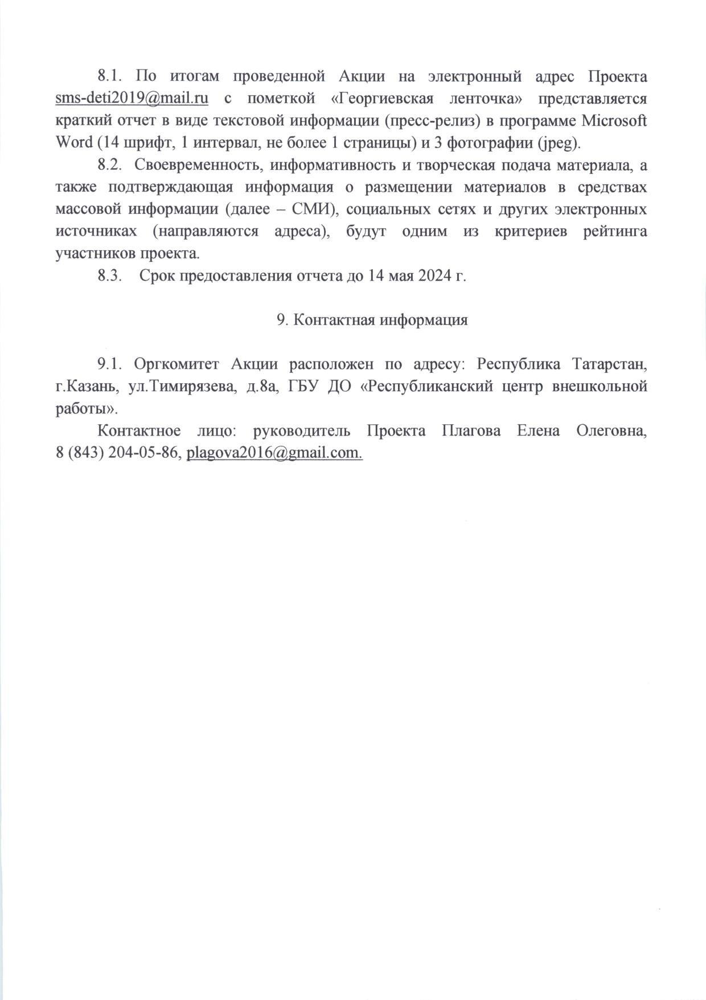 8.1. По итогам проведенной Акции на электронный адрес Проекта
sms-deti2019@mail.ru с пометкой «Георгиевская ленточка» представляется
краткий отчет в виде текстовой информации (пресс-релиз) в программе Microsoft
Word (14 шрифт, 1 интервал, не более 1 страницы) и 3 фотографии (jpeg).
8.2. Своевременность, информативность и творческая подача материала, а
также подтверждающая информация о размещении материалов в средствах
массовой информации (далее – СМИ), социальных сетях и других электронных
источниках (направляются адреса), будут одним из критериев рейтинга
участников проекта.
8.3. Срок предоставления отчета до 14 мая 2024 г.
9. Контактная информация
9.1. Оргкомитет Акции расположен по адресу: Республика Татарстан,
г.Казань, ул.Тимирязева, д.8а, ГБУ ДО «Республиканский центр внешкольной
работы».
Контактное лицо: руководитель Проекта Плагова Елена Олеговна,
8 (843) 204-05-86, plagova2016@gmail.com.